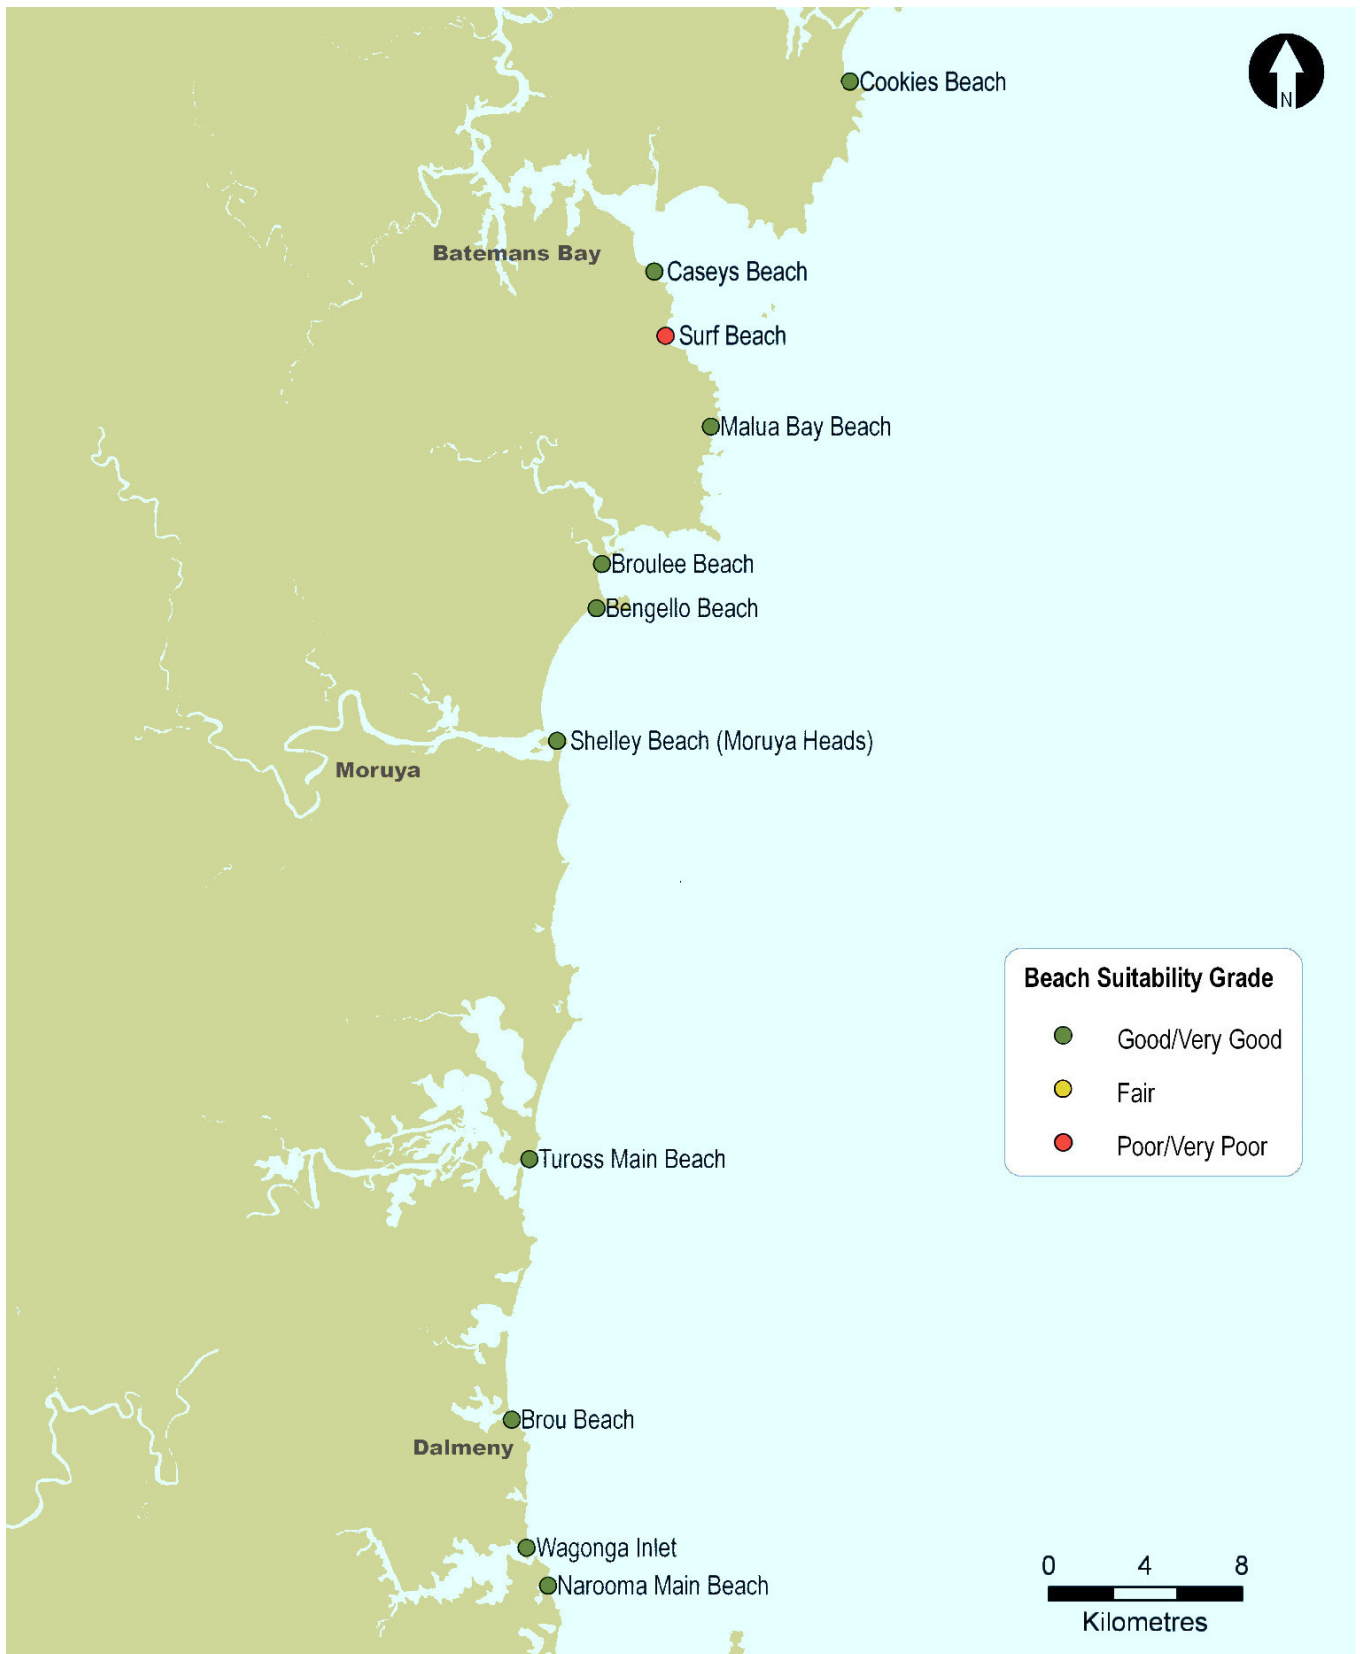 Cookies Beach
N
Batemans Bay
Caseys Beach
Surf Beach
Malua Bay Beach
Broulee Beach
Bengello Beach
Shelley Beach (Moruya Heads)
Moruya
Beach Suitability Grade
Good/Very Good
Fair
Poor/Very Poor
Tuross Main Beach
Brou Beach
Dalmeny
Wagonga Inlet
Narooma Main Beach
0 4 8
Kilometres